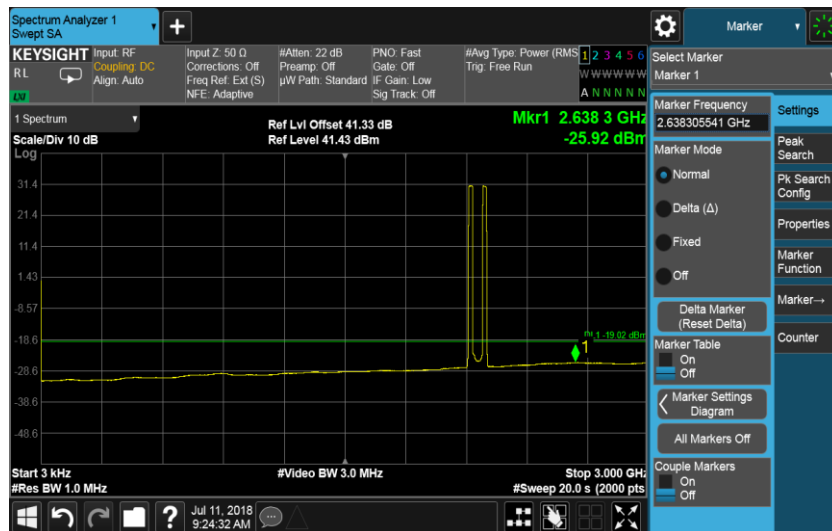 Spectrum Analyzer 1
Swept SA
Marker
KEYSIGHT
RL
Input: RF
Coupling: DC
Align: Auto
Input Z: 50 Ω
Corrections: Off
Freq Ref: Ext (S)
NFE: Adaptive
#Atten: 22 dB
Preamp: Off
µW Path: Standard
PNO: Fast
Gate: Off
IF Gain: Low
Sig Track: Off
#Avg Type: Power (RMS
Trig: Free Run
1 2 3 4 5 6
W W W W W W
A N N N N N
1 Spectrum
Scale/Div 10 dB
Ref Lvl Offset 41.33 dB
Ref Level 41.43 dBm
Mkr1 2.638 3 GHz
-25.92 dBm
Log
31.4
21.4
11.4
1.43
-8.57
-18.6
-28.6
-38.6
-48.6
DL1 -19.02 dBm
1
Start 3 kHz
#Res BW 1.0 MHz
#Video BW 3.0 MHz
Stop 3.000 GHz
#Sweep 20.0 s (2000 pts
Jul 11, 2018
9:24:32 AM
Select Marker
Marker 1
Marker Frequency
2.638305541 GHz
Marker Mode
Normal
Delta (Δ)
Fixed
Off
Delta Marker
(Reset Delta)
Marker Table
On
Off
Marker Settings
Diagram
All Markers Off
Couple Markers
On
Off
Settings
Peak
Search
Pk Search
Config
Properties
Marker
Function
Marker→
Counter